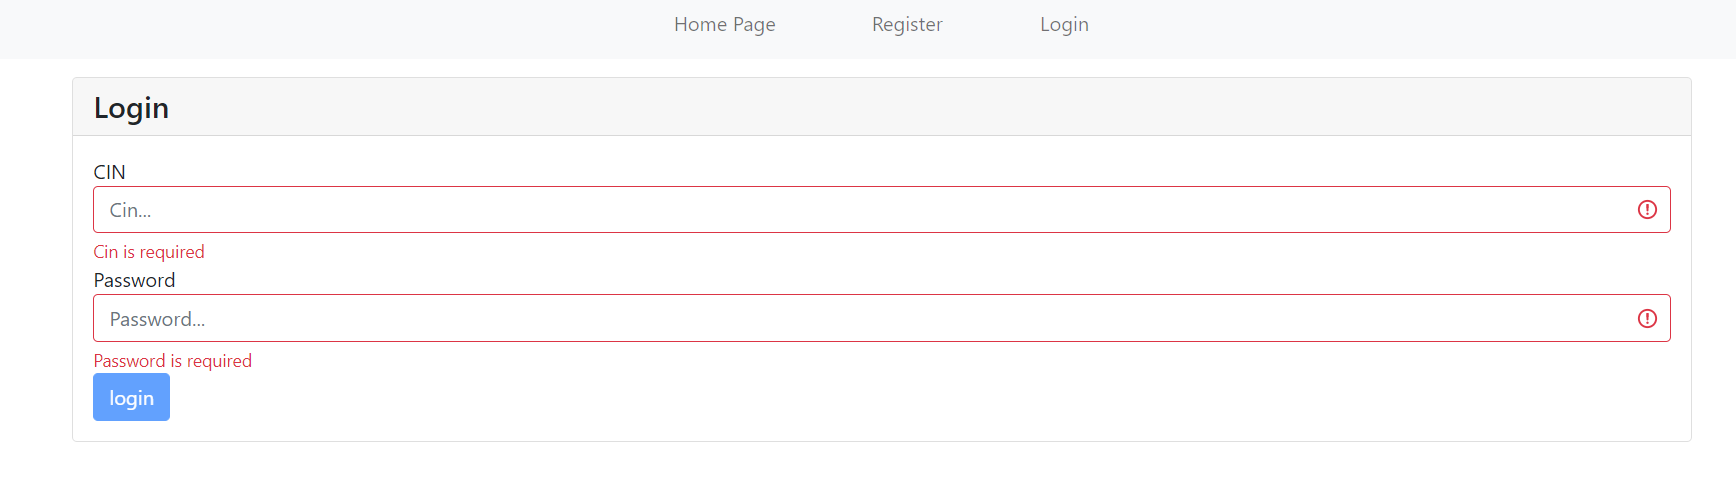 Home Page Register Login
Login
CIN
Cin...
Cin is required
Password
Password...
Password is required
login